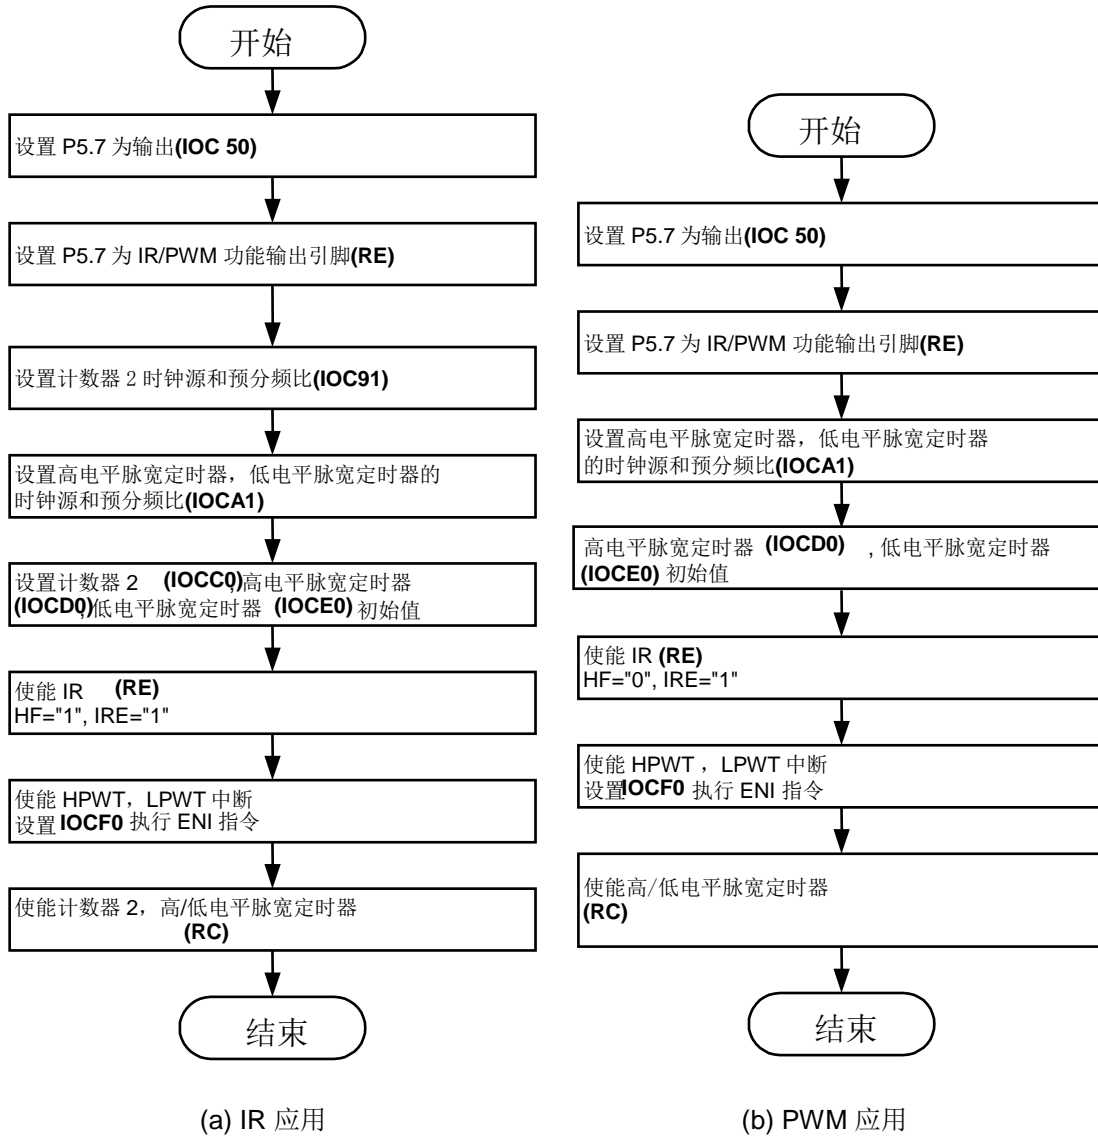 开始
设置 P5.7 为输出(IOC 50)
设置 P5.7 为 IR/PWM 功能输出引脚(RE)
设置计数器 2 时钟源和预分频比(IOC91)
设置高电平脉宽定时器，低电平脉宽定时器的
时钟源和预分频比(IOCA1)
设置计数器 2 (IOCC0),高电平脉宽定时器
(IOCD0),低电平脉宽定时器 (IOCE0) 初始值
使能 IR (RE)
HF="1", IRE="1"
使能 HPWT，LPWT 中断
设置 IOCF0 执行 ENI 指令
使能计数器 2，高/低电平脉宽定时器
(RC)
结束
(a) IR 应用
开始
设置 P5.7 为输出(IOC 50)
设置 P5.7 为 IR/PWM 功能输出引脚(RE)
设置高电平脉宽定时器，低电平脉宽定时器
的时钟源和预分频比(IOCA1)
高电平脉宽定时器 (IOCD0) , 低电平脉宽定时器
(IOCE0) 初始值
使能 IR (RE)
HF="0", IRE="1"
使能 HPWT ，LPWT 中断
设置IOCF0 执行 ENI 指令
使能高/低电平脉宽定时器
(RC)
结束
(b) PWM 应用